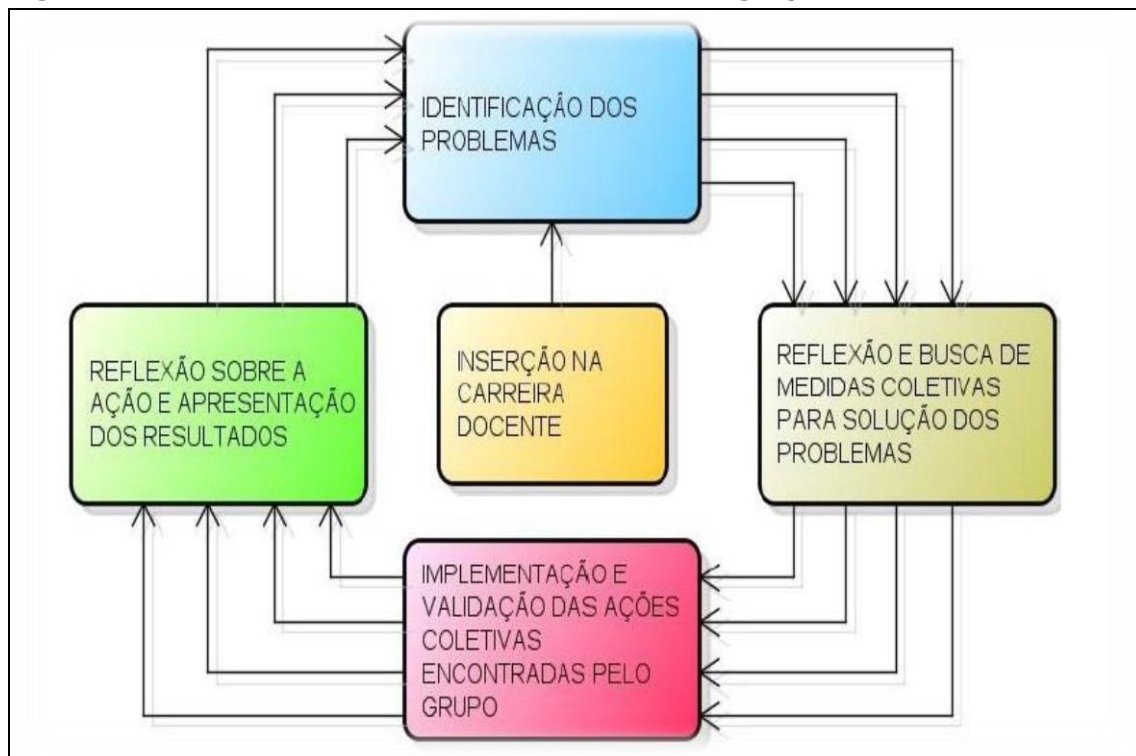 IDENTIFICAÇÃO DOS
PROBLEMAS
REFLEXÃO SOBRE A
AÇÃO E APRESENTAÇÃO
DOS RESULTADOS
INSERÇÃO NA
CARREIRA
DOCENTE
REFLEXÃO E BUSCA DE
MEDIDAS COLETIVAS
PARA SOLUÇÃO DOS
PROBLEMAS
IMPLEMENTAÇÃO E
VALIDAÇÃO DAS AÇÕES
COLETIVAS
ENCONTRADAS PELO
GRUPO